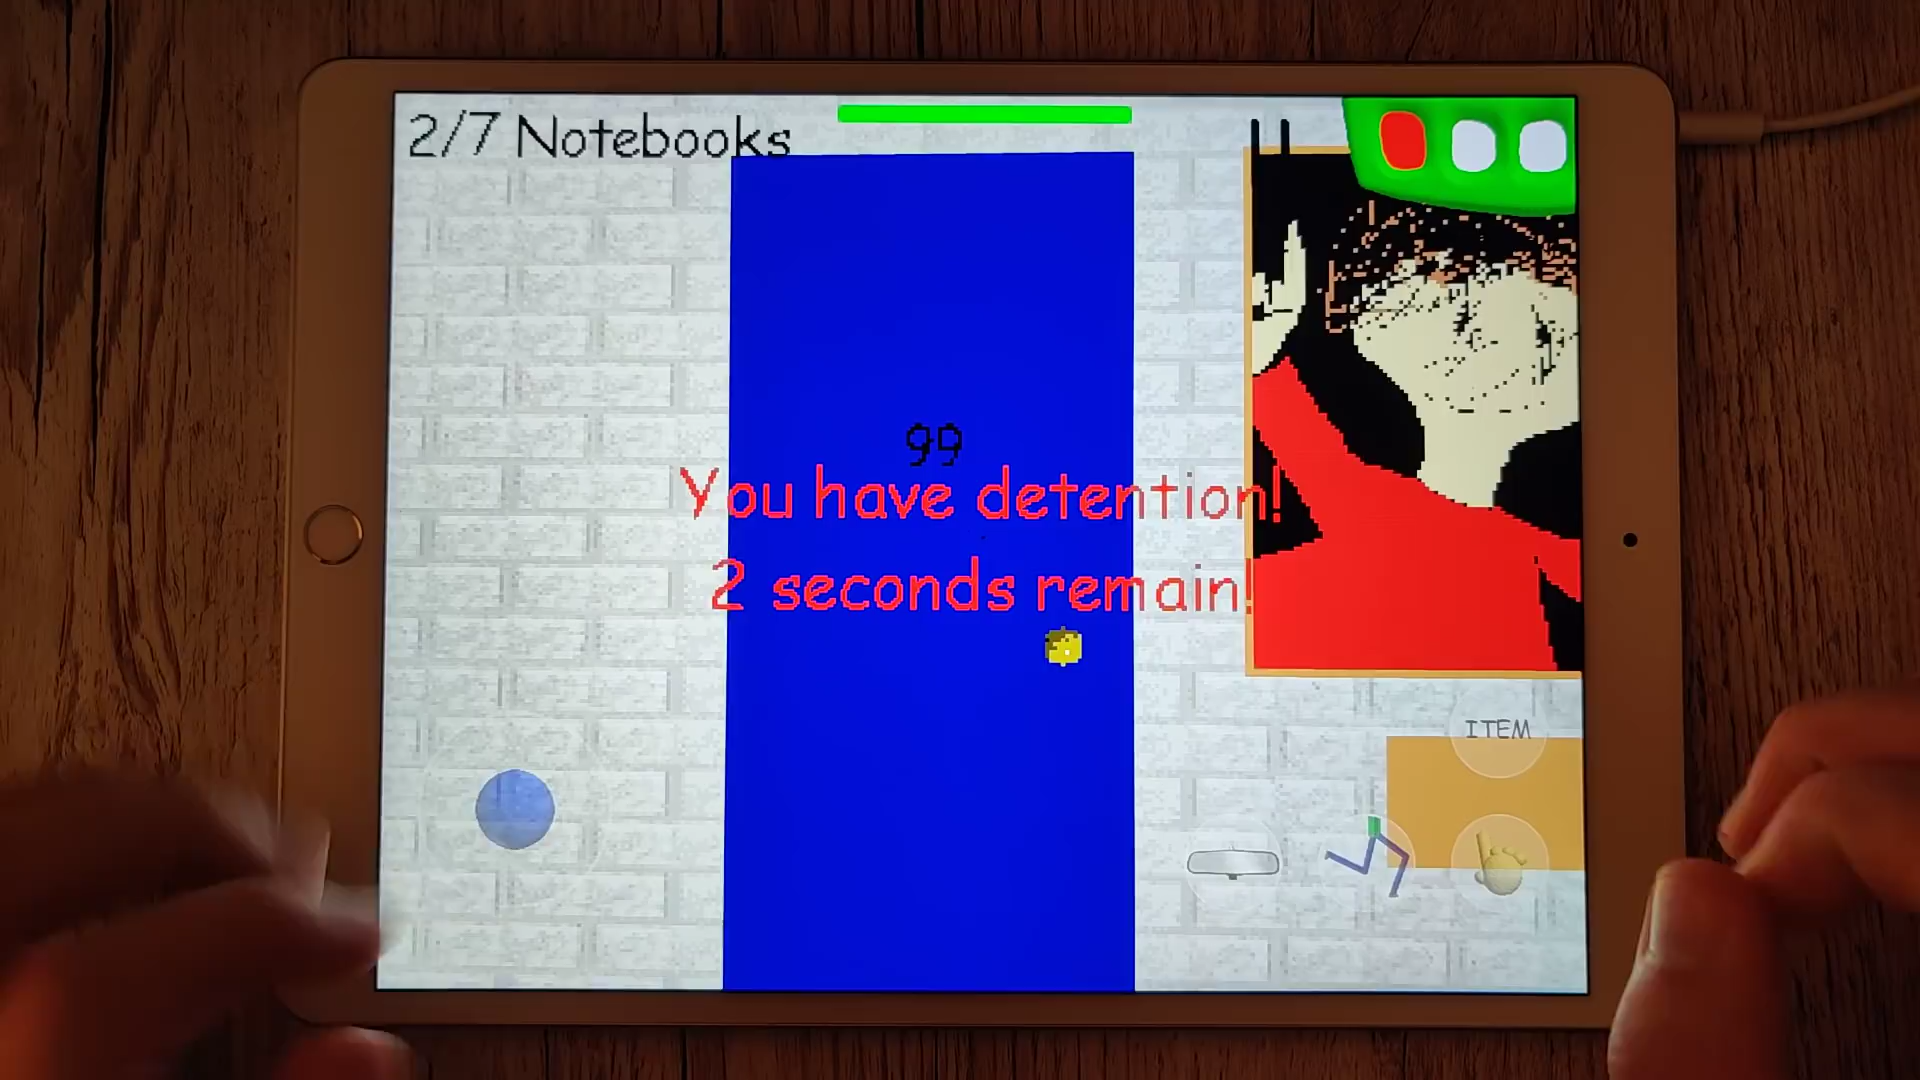 2/7 Notebooks
99
You have detention!
2 seconds remain!
ITEM